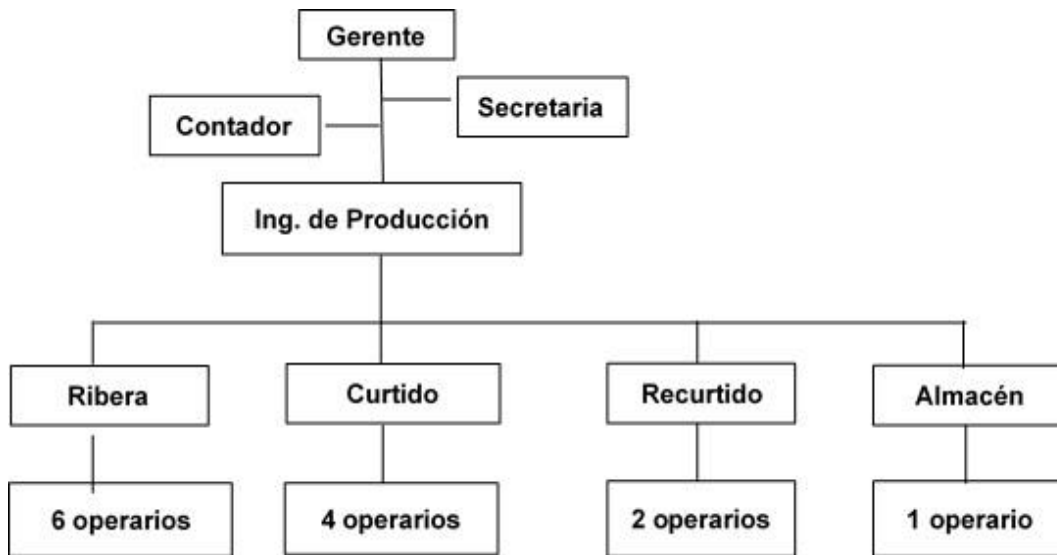 Gerente
Secretaria
Contador
Ing. de Producción
Ribera
Curtido
Recurtido
Almacén
6 operarios
4 operarios
2 operarios
1 operario